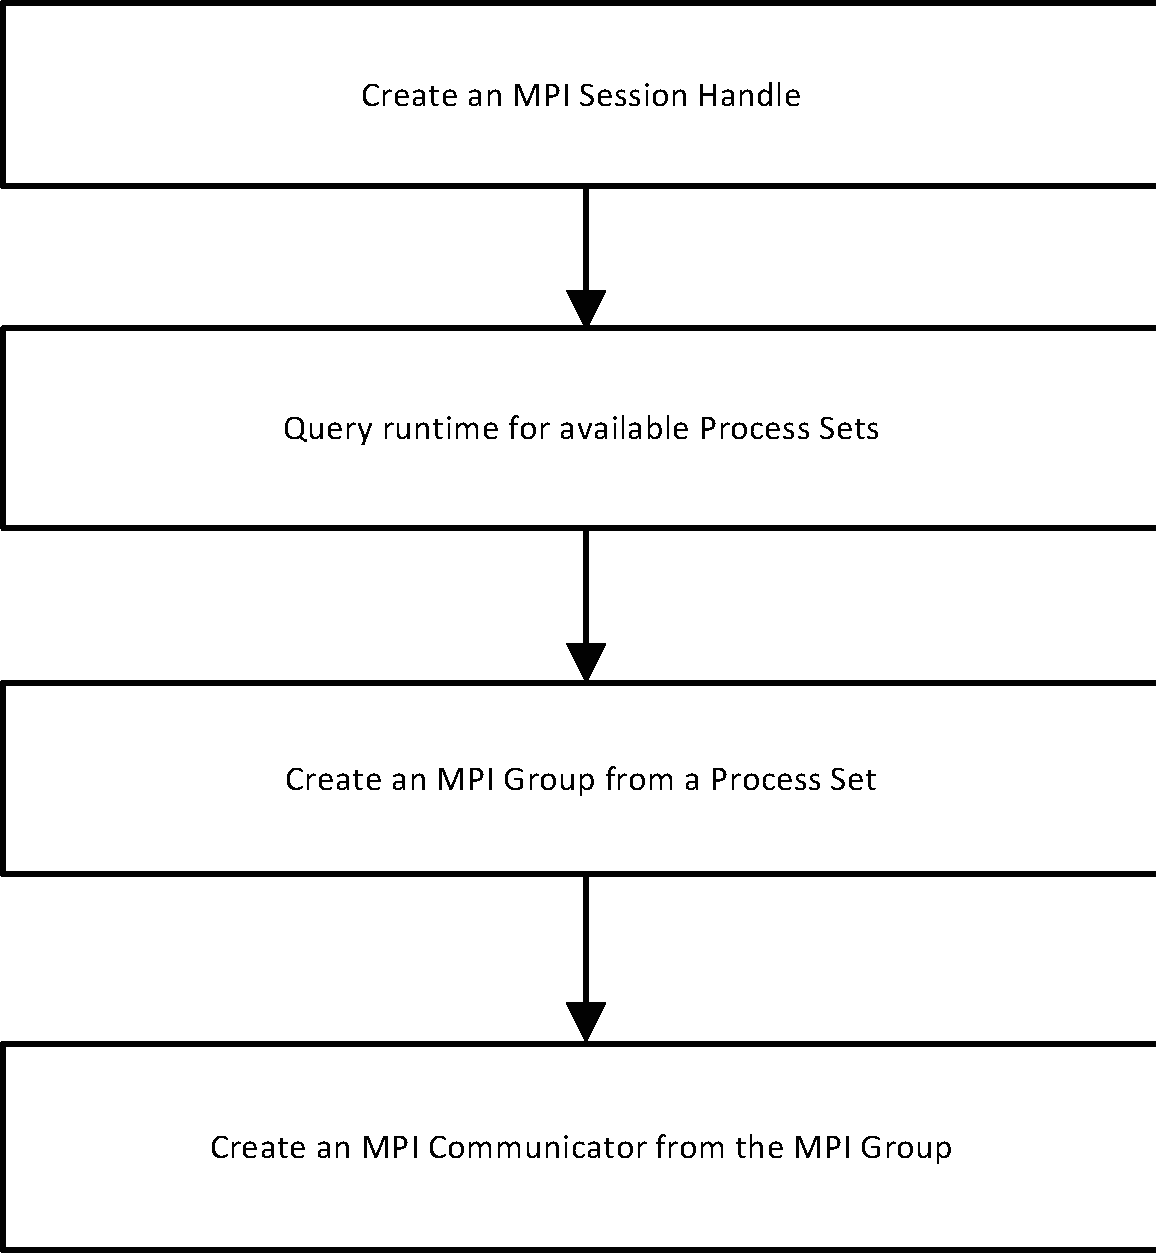 Create an MPI Session Handle
Query runtime for available Process Sets
Create an MPI Group from a Process Set
Create an MPI Communicator from the MPI Group